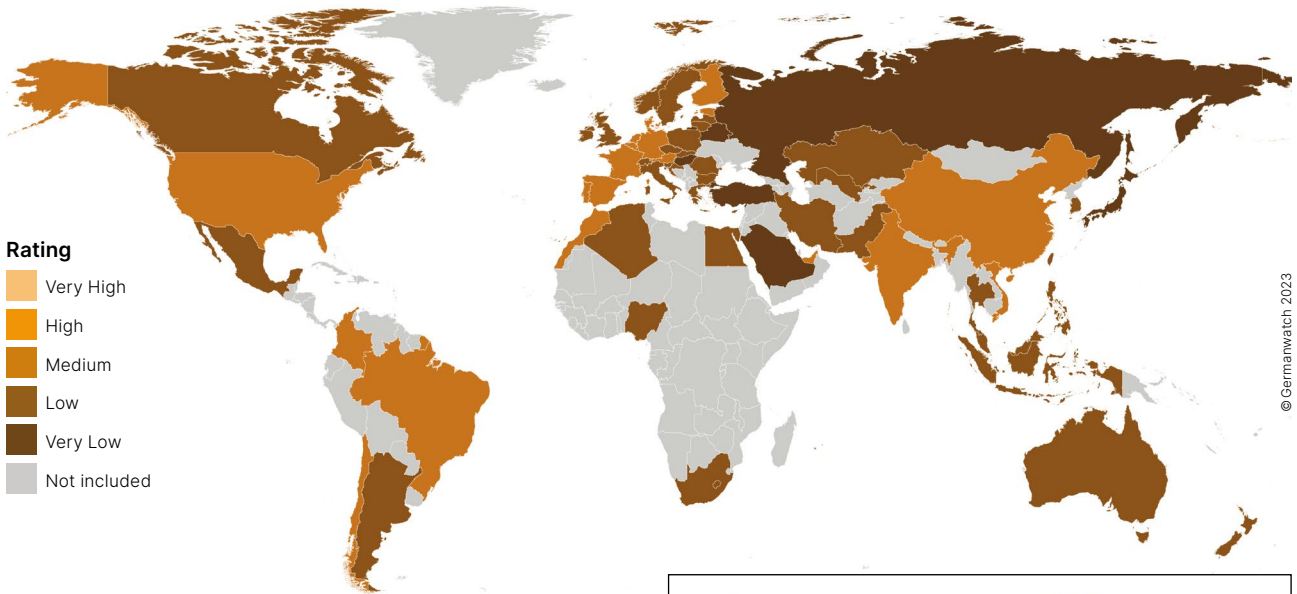 Rating
Very High
High
Medium
Low
Very Low
Not included
© Germanwatch 2023